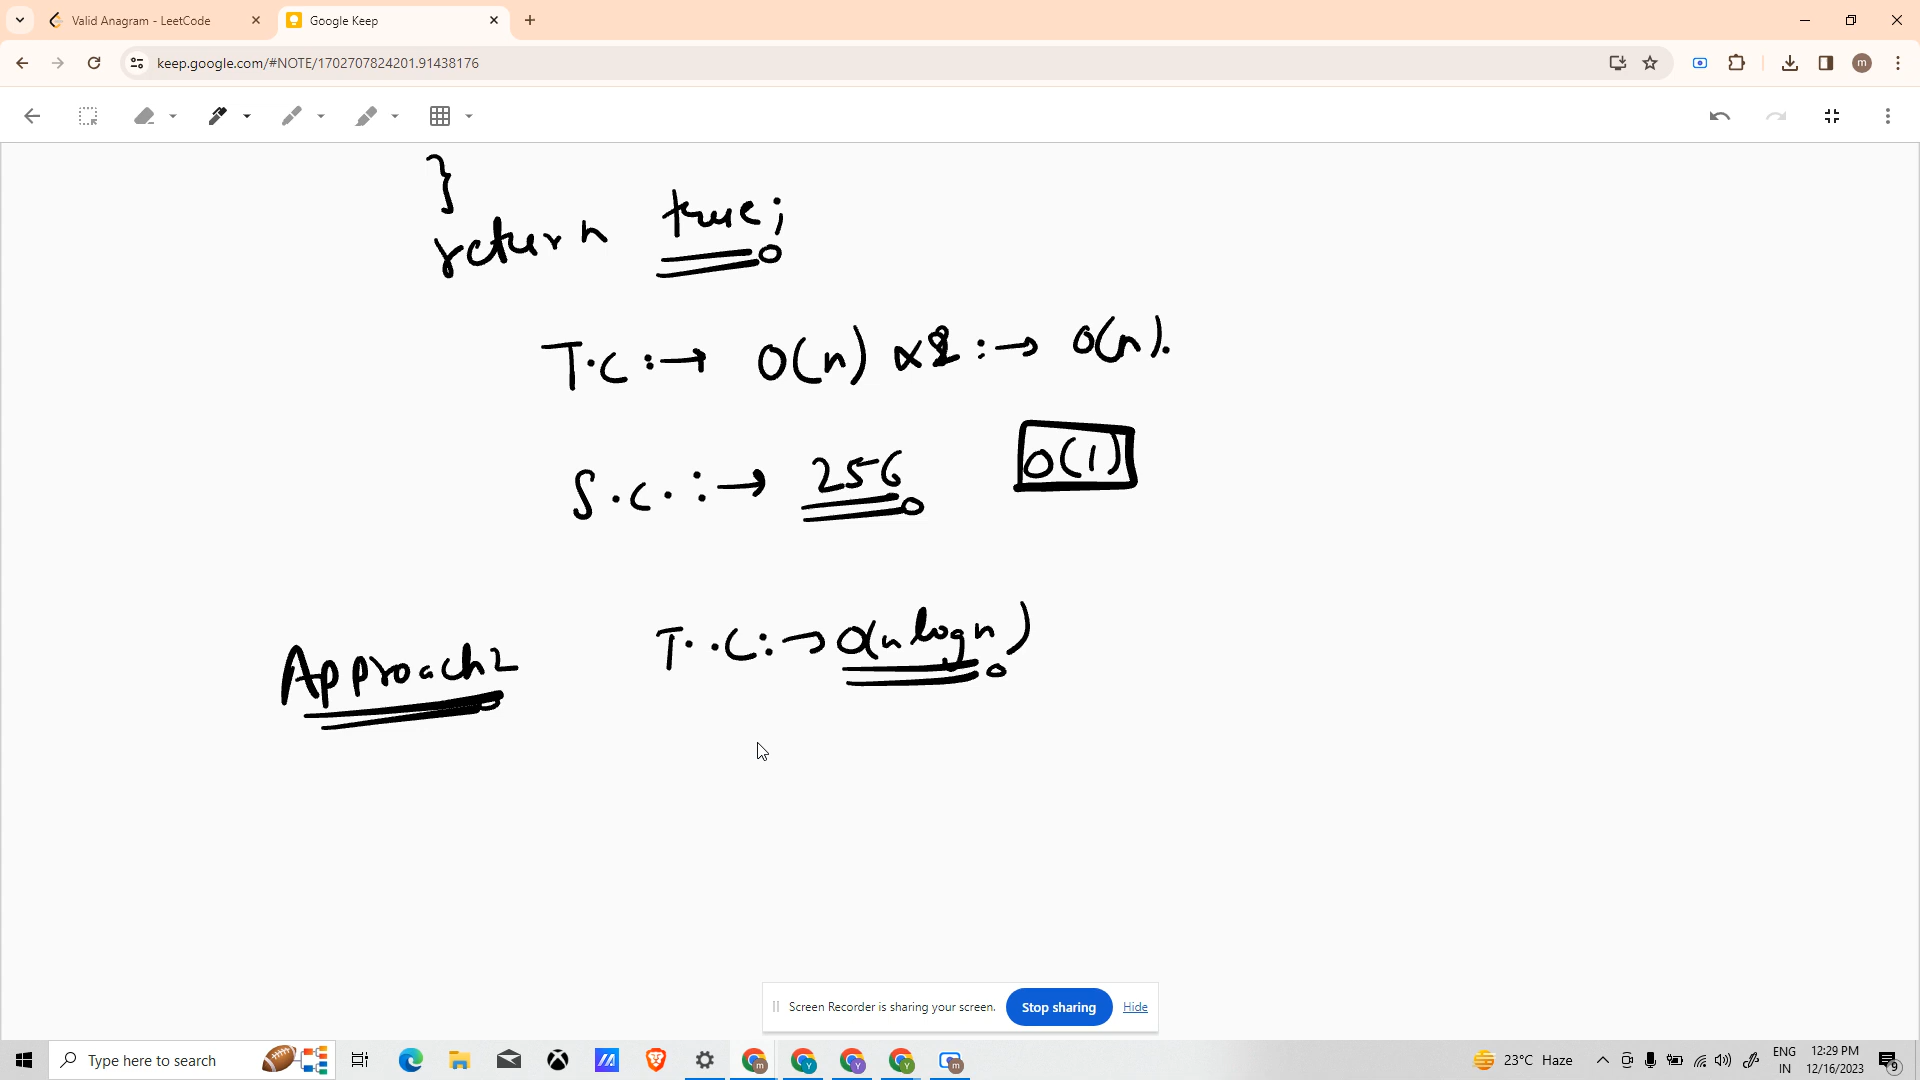 Valid Anagram - LeetCode
Google Keep
keep.google.com/#NOTE/1702707824201.91438176
m
}
return true;
T.C :→ O(n) :→ O(n).
S.C. :→ 256 O(1)
Approach2 T..C:→ O(n logn)
Screen Recorder is sharing your screen. Stop sharing Hide
Type here to search
23°C Haze
ENG
IN
12:29 PM
12/16/2023
9